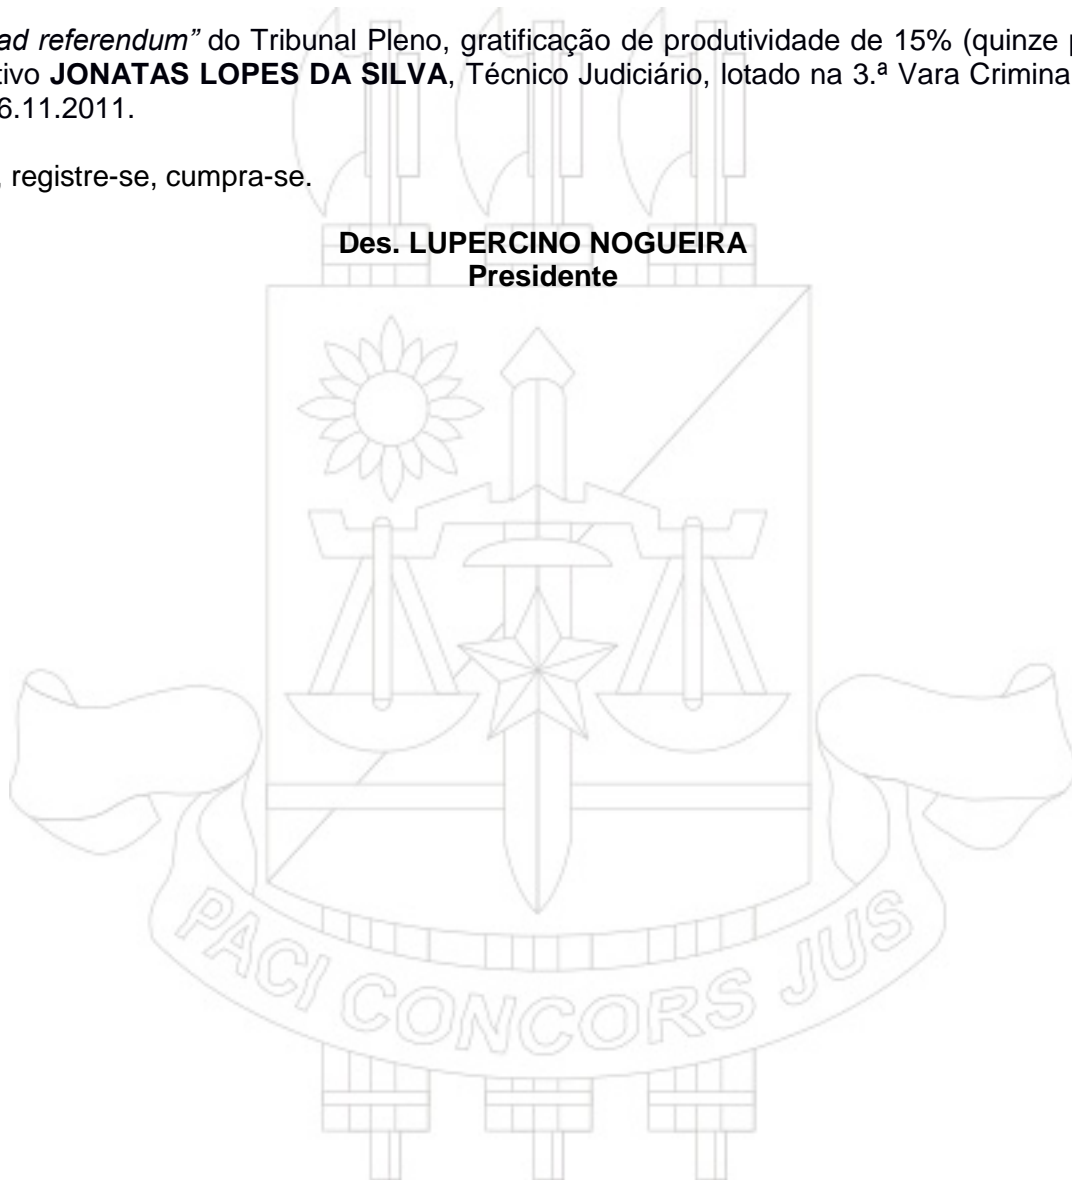 ad referendum” do Tribunal Pleno, gratificação de produtividade de 15% (quinze
tivo JONATAS LOPES DA SILVA, Técnico Judiciário, lotado na 3.ª Vara Crimina
6.11.2011.
, registre-se, cumpra-se.
Des. LUPERCINO NOGUEIRA
Presidente
PACI CONCORS JUS